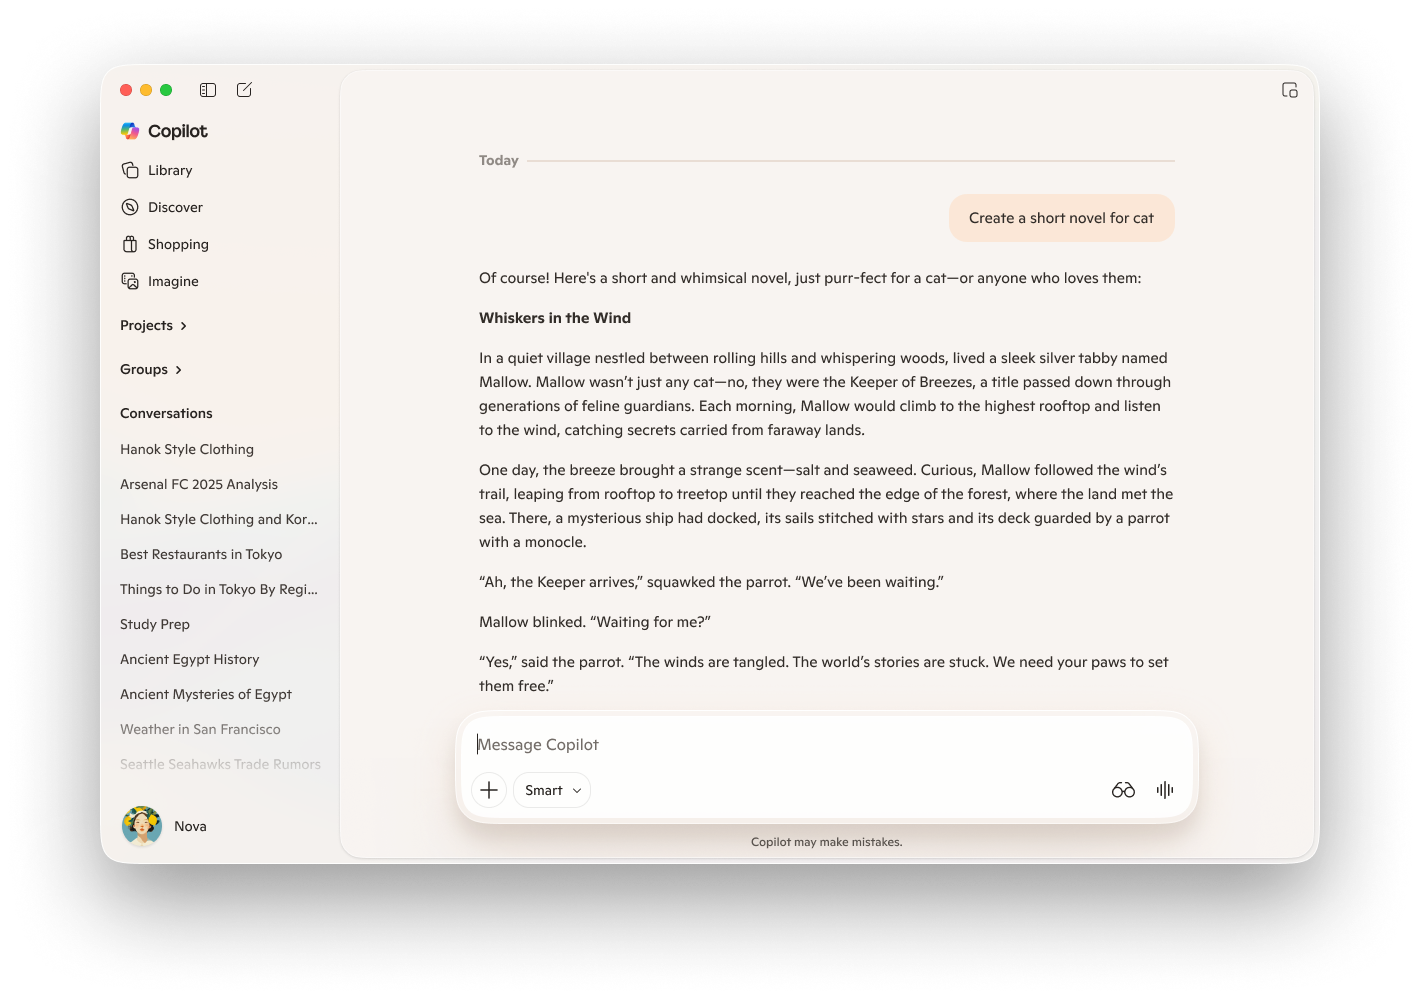 Copilot
Library
Discover
Shopping
Imagine
Projects
Groups
Conversations
Hanok Style Clothing
Arsenal FC 2025 Analysis
Hanok Style Clothing and Kor...
Best Restaurants in Tokyo
Things to Do in Tokyo By Regi...
Study Prep
Ancient Egypt History
Ancient Mysteries of Egypt
Weather in San Francisco
Seattle Seahawks Trade Rumors
Nova
Today
Create a short novel for cat
Of course! Here's a short and whimsical novel, just purr-fect for a cat—or anyone who loves them:
Whiskers in the Wind
In a quiet village nestled between rolling hills and whispering woods, lived a sleek silver tabby named
Mallow. Mallow wasn’t just any cat—no, they were the Keeper of Breezes, a title passed down through
generations of feline guardians. Each morning, Mallow would climb to the highest rooftop and listen
to the wind, catching secrets carried from faraway lands.
One day, the breeze brought a strange scent—salt and seaweed. Curious, Mallow followed the wind’s
trail, leaping from rooftop to treetop until they reached the edge of the forest, where the land met the
sea. There, a mysterious ship had docked, its sails stitched with stars and its deck guarded by a parrot
with a monocle.
“Ah, the Keeper arrives,” squawked the parrot. “We’ve been waiting.”
Mallow blinked. “Waiting for me?”
“Yes,” said the parrot. “The winds are tangled. The world’s stories are stuck. We need your paws to set
them free.”
Message Copilot
Smart
Copilot may make mistakes.